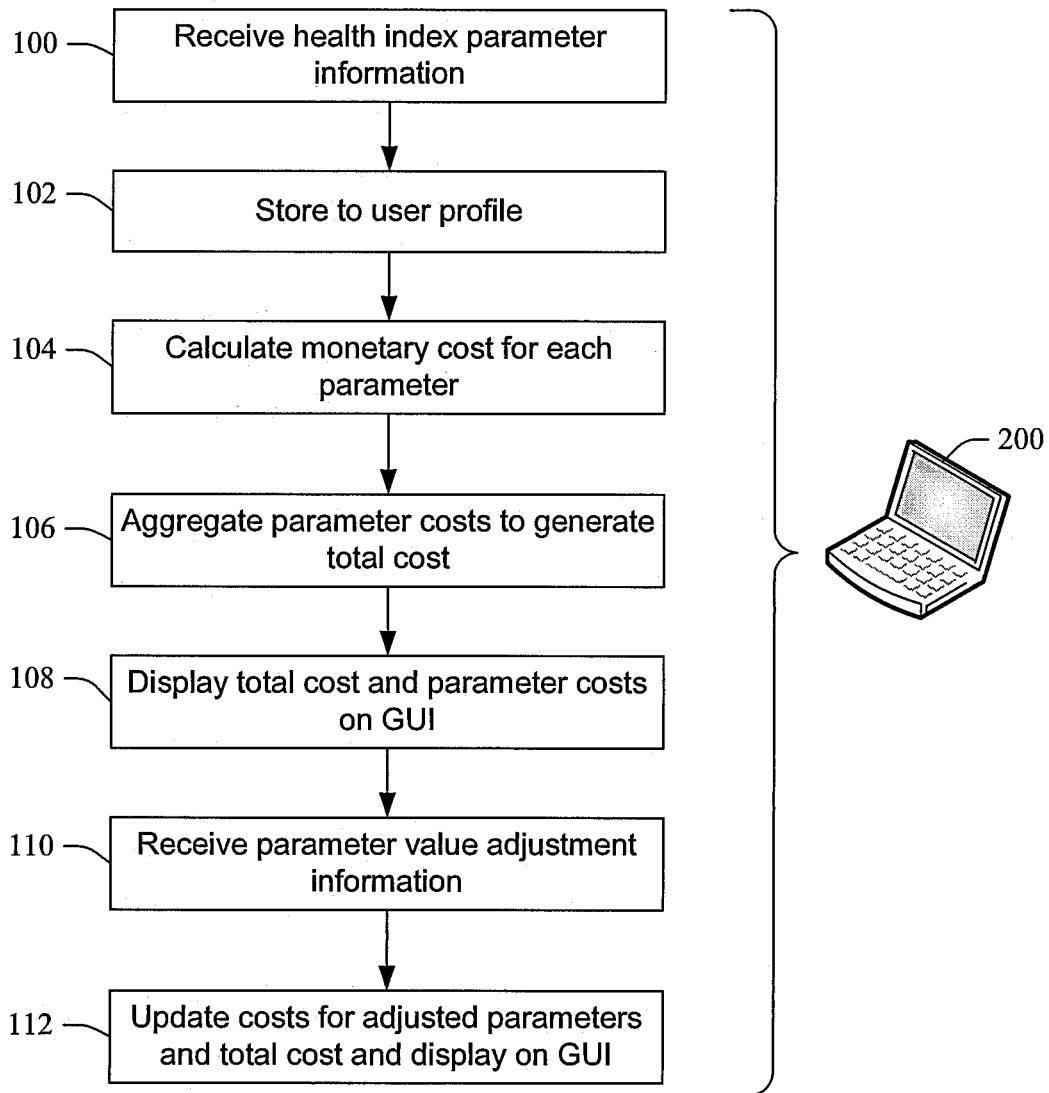 100
Receive health index parameter
information
102
Store to user profile
104
Calculate monetary cost for each
parameter
200
106
Aggregate parameter costs to generate
total cost
108
Display total cost and parameter costs
on GUI
110
Receive parameter value adjustment
information
112
Update costs for adjusted parameters
and total cost and display on GUI